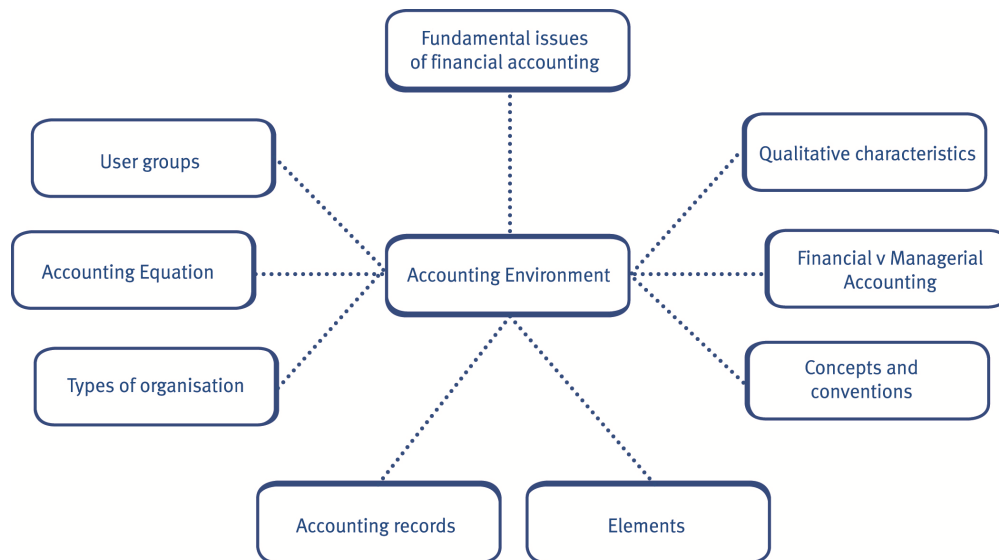 Fundamental issues
of financial accounting
User groups
Qualitative characteristics
Accounting Equation
Accounting Environment
Financial v Managerial
Accounting
Types of organisation
Concepts and
conventions
Accounting records
Elements